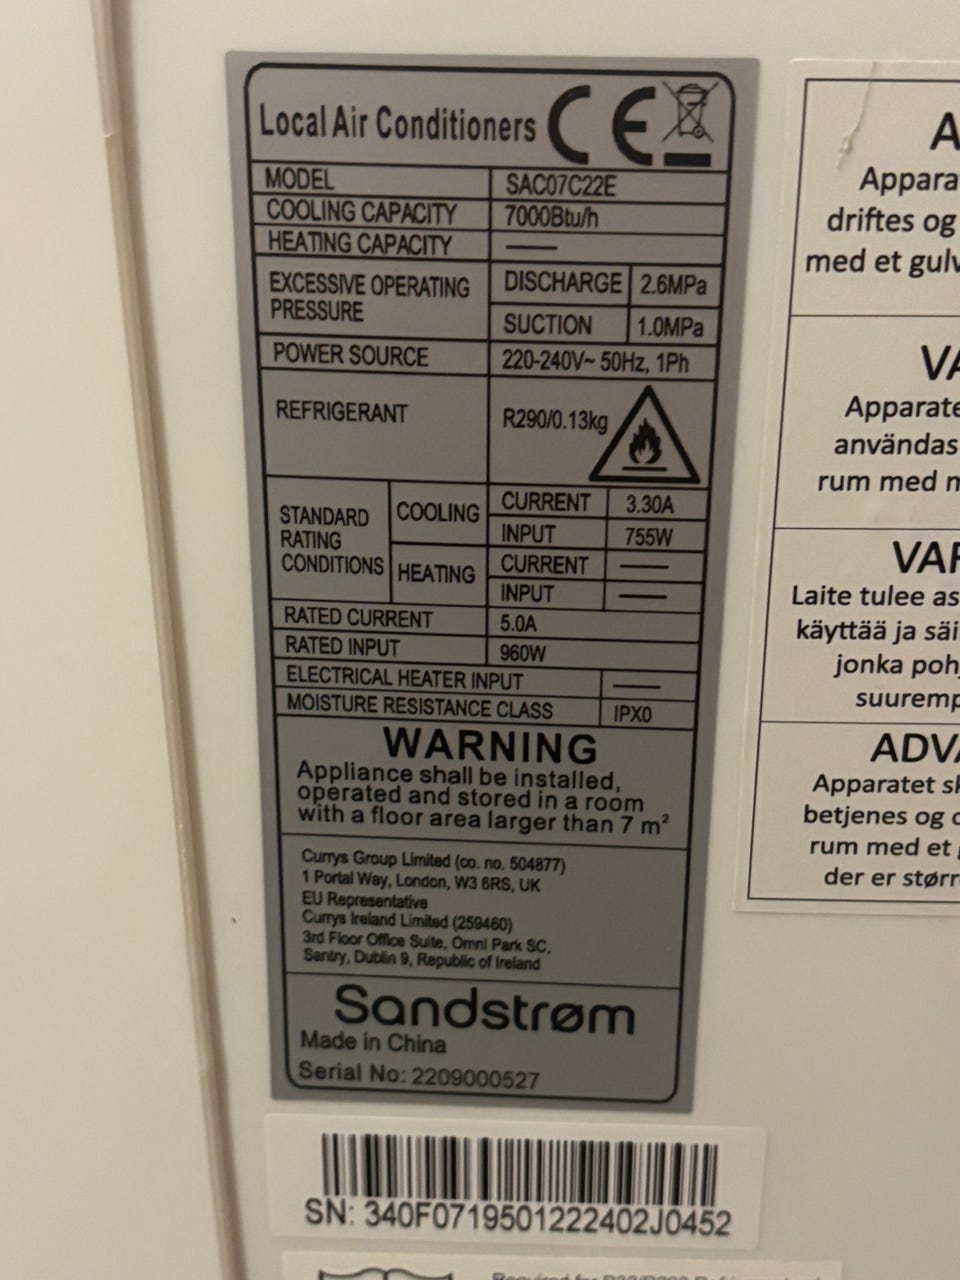 Local Air Conditioners CE
MODEL SAC07C22E
COOLING CAPACITY 7000Btu/h
HEATING CAPACITY —
EXCESSIVE OPERATING PRESSURE DISCHARGE 2.6MPa
SUCTION 1.0MPa
POWER SOURCE 220-240V~ 50Hz, 1Ph
REFRIGERANT R290/0.13kg
STANDARD RATING CONDITIONS COOLING CURRENT 3.30A
INPUT 755W
HEATING CURRENT —
INPUT —
RATED CURRENT 5.0A
RATED INPUT 960W
ELECTRICAL HEATER INPUT —
MOISTURE RESISTANCE CLASS IPX0
WARNING
Appliance shall be installed,
operated and stored in a room
with a floor area larger than 7 m²
Currys Group Limited (co. no. 504877)
1 Portal Way, London, W3 6RS, UK
EU Representative
Currys Ireland Limited (259460)
3rd Floor Office Suite, Omni Park SC,
Santry, Dublin 9, Republic of Ireland
Sandstrøm
Made in China
Serial No: 2209000527
SN: 340F0719501222402J0452
A
Appara
driftes og
med et gulv
VA
Apparate
användas
rum med m
VAR
Laite tulee as
käyttää ja säi
jonka pohj
suuremp
ADVA
Apparatet sk
betjenes og o
rum med et g
der er større